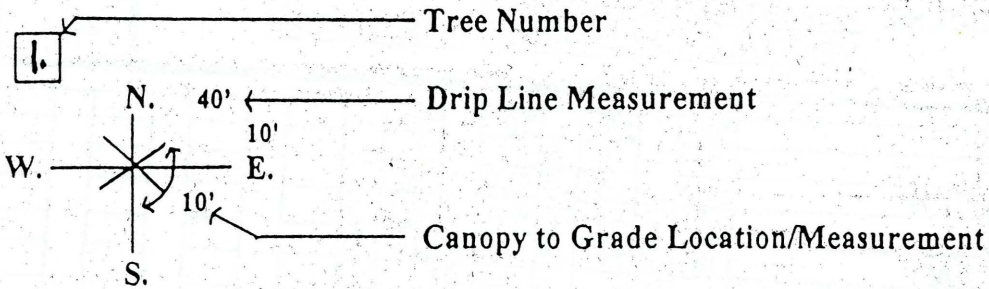 Tree Number
1.
N. 40' Drip Line Measurement
10'
W. E.
10'
Canopy to Grade Location/Measurement
S.